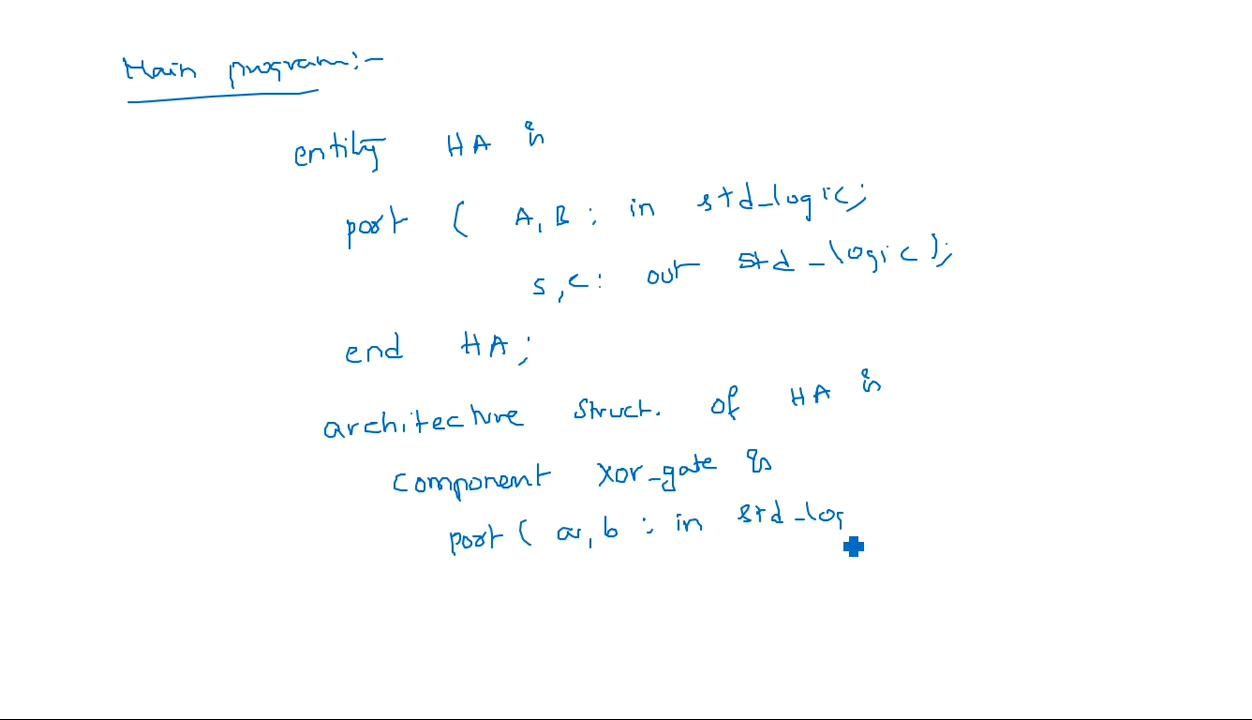 Main program:-
entity HA is
port ( A, B : in std_logic;
s, c : out std_logic );
end HA ;
architecture struct. of HA is
component xor_gate is
port ( a, b : in std_log